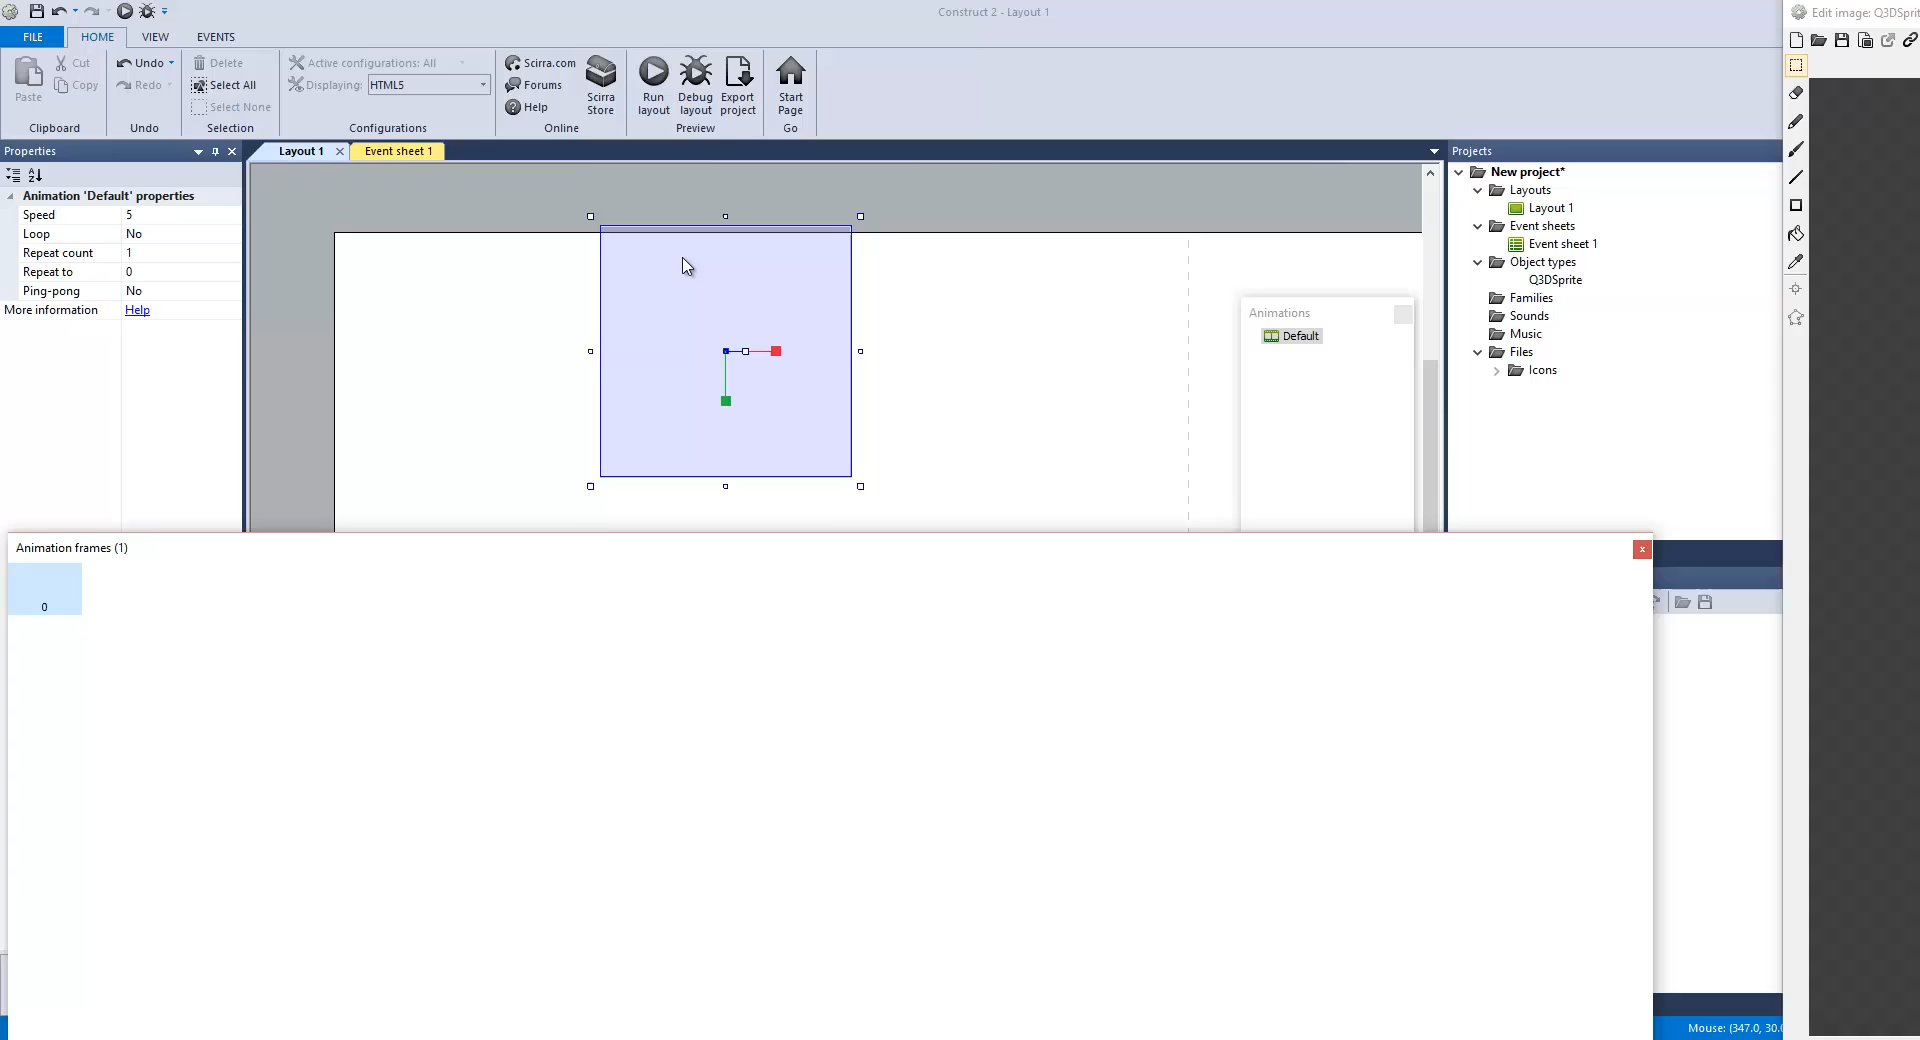 Construct 2 - Layout 1
Edit image: Q3DSprit
FILE
HOME
VIEW
EVENTS
Paste
Cut
Copy
Clipboard
Undo
Redo
Undo
Delete
Select All
Select None
Selection
Active configurations: All
Displaying: HTML5
Configurations
Scirra.com
Forums
Help
Online
Scirra Store
Run layout
Debug layout
Export project
Preview
Start Page
Go
Properties
Layout 1
Event sheet 1
Projects
Animation 'Default' properties
Speed 5
Loop No
Repeat count 1
Repeat to 0
Ping-pong No
More information Help
New project*
Layouts
Layout 1
Event sheets
Event sheet 1
Object types
Q3DSprite
Families
Sounds
Music
Files
Icons
Animations
Default
Animation frames (1)
x
0
Mouse: (347.0, 30.